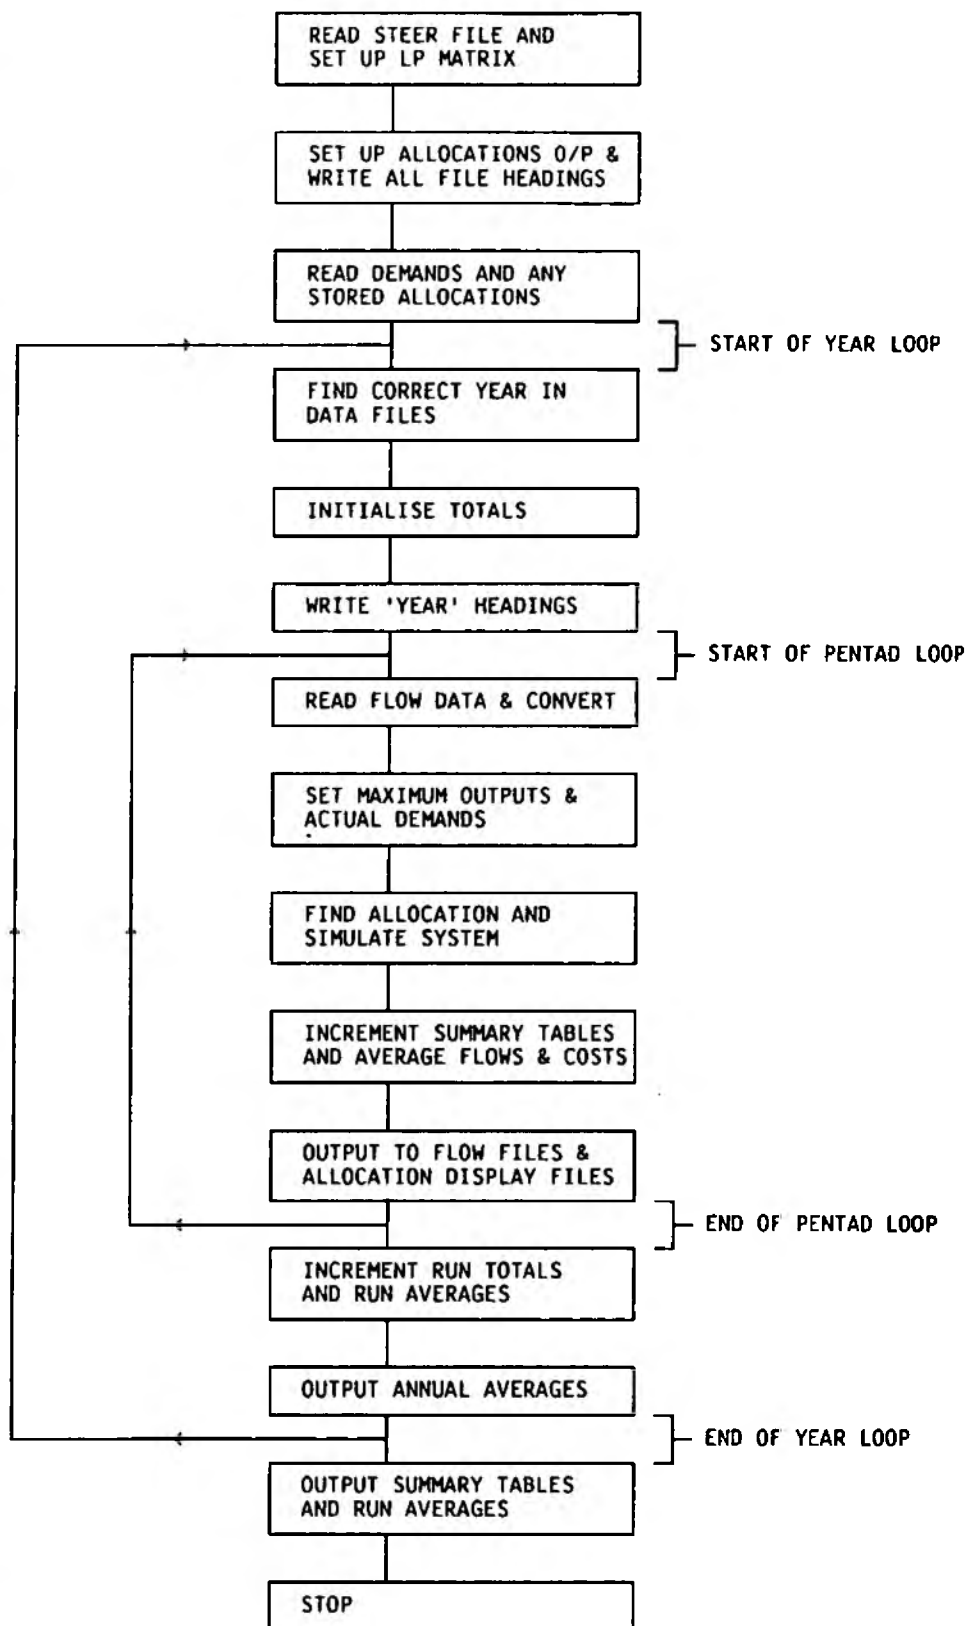 READ STEER FILE AND
SET UP LP MATRIX
SET UP ALLOCATIONS O/P &
WRITE ALL FILE HEADINGS
READ DEMANDS AND ANY
STORED ALLOCATIONS
START OF YEAR LOOP
FIND CORRECT YEAR IN
DATA FILES
INITIALISE TOTALS
WRITE 'YEAR' HEADINGS
START OF PENTAD LOOP
READ FLOW DATA & CONVERT
SET MAXIMUM OUTPUTS &
ACTUAL DEMANDS
FIND ALLOCATION AND
SIMULATE SYSTEM
INCREMENT SUMMARY TABLES
AND AVERAGE FLOWS & COSTS
OUTPUT TO FLOW FILES &
ALLOCATION DISPLAY FILES
END OF PENTAD LOOP
INCREMENT RUN TOTALS
AND RUN AVERAGES
OUTPUT ANNUAL AVERAGES
END OF YEAR LOOP
OUTPUT SUMMARY TABLES
AND RUN AVERAGES
STOP